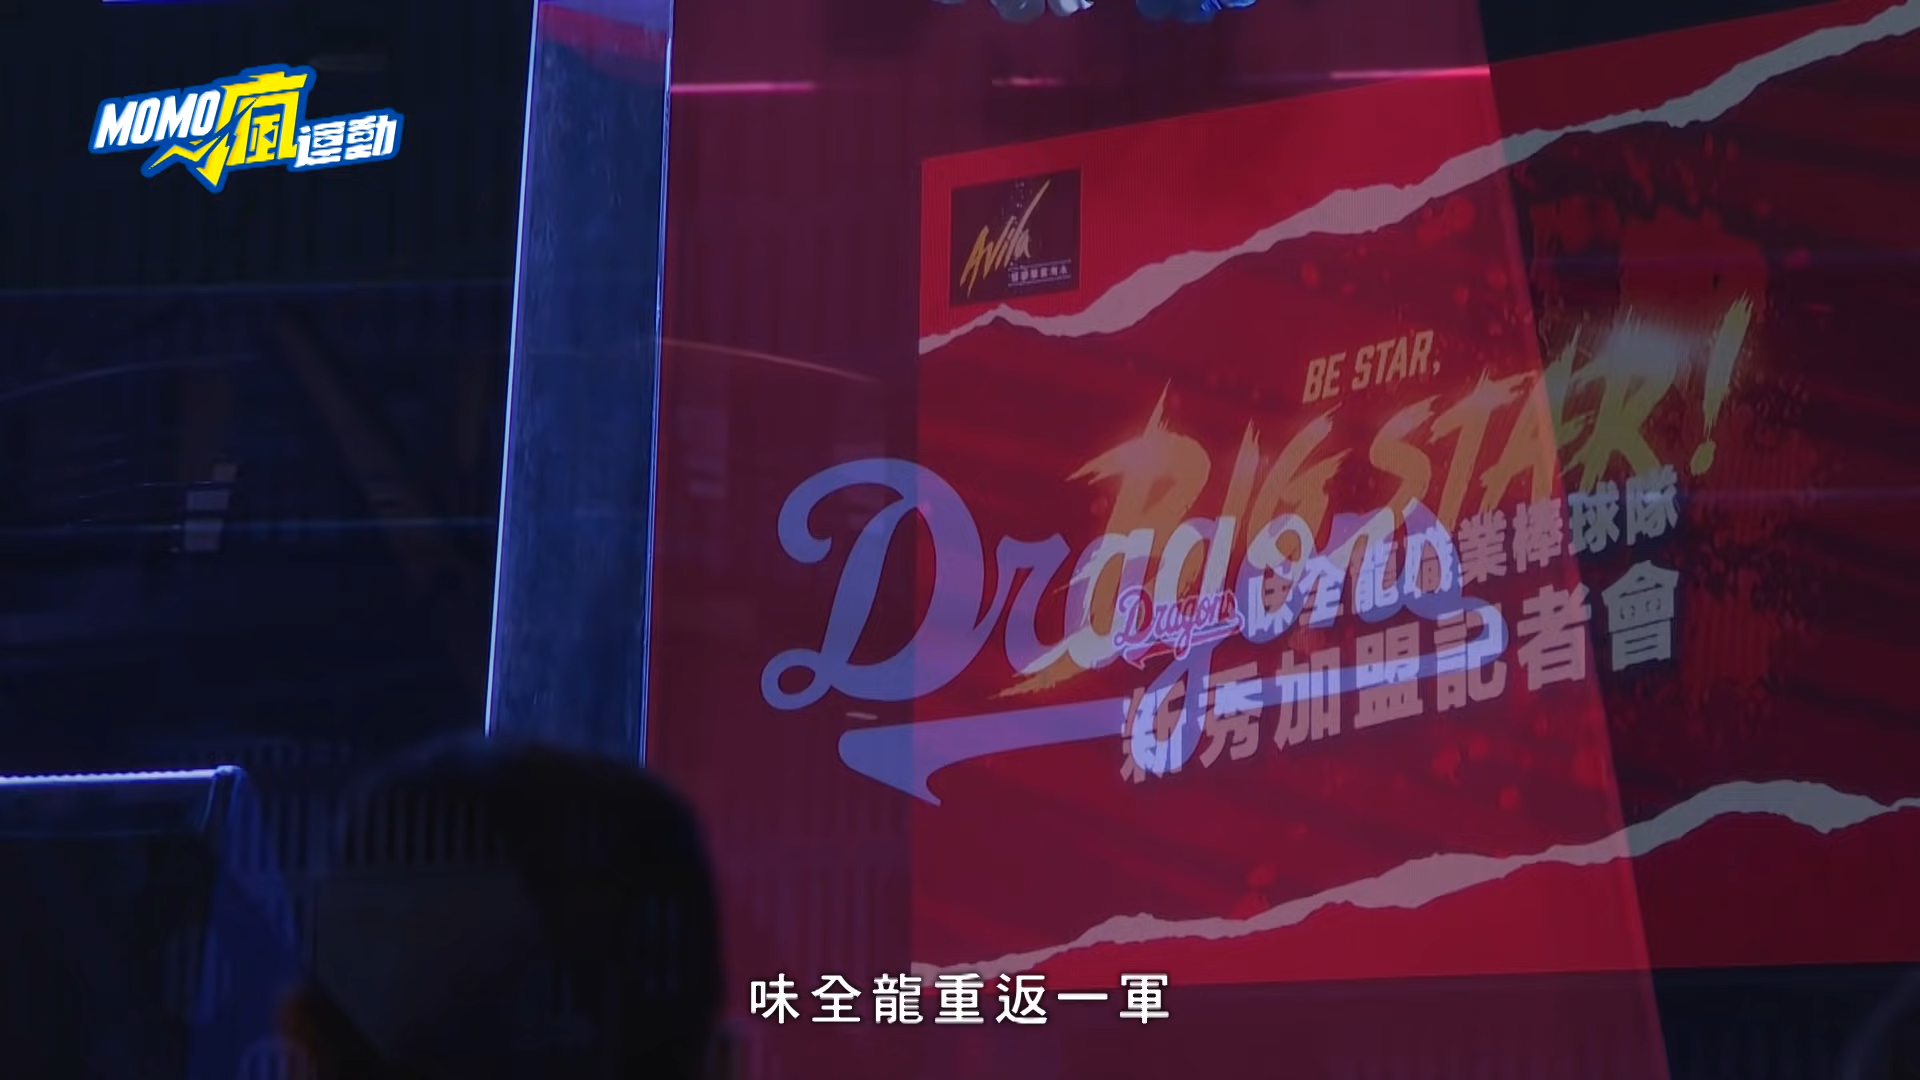 MOMO瘋運動
Avita
BE STAR,
BIG STAR!
Dragons
Dragons 味全龍職業棒球隊
新秀加盟記者會
味全龍重返一軍